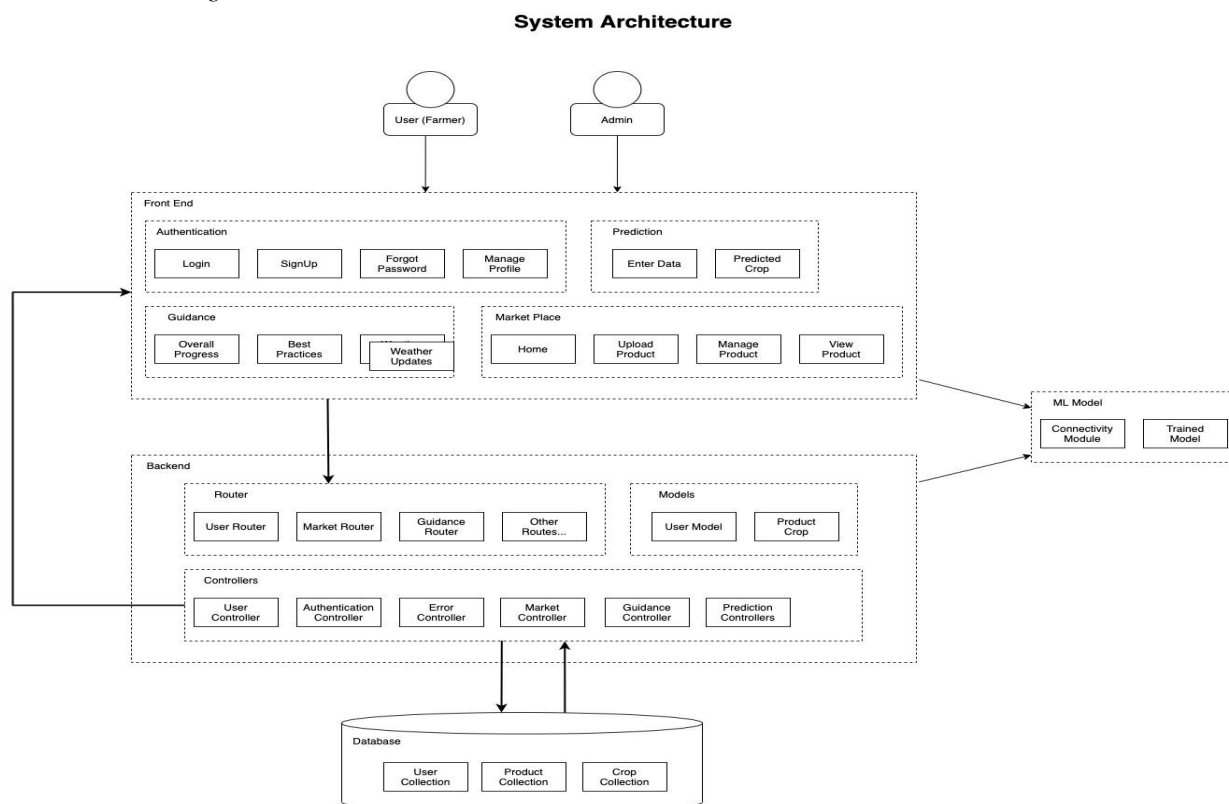 System Architecture
User (Farmer)
Admin
Front End
Authentication
Login
SignUp
Forgot
Password
Manage
Profile
Prediction
Enter Data
Predicted
Crop
Guidance
Overall
Progress
Best
Practices
Weather
Updates
Market Place
Home
Upload
Product
Manage
Product
View
Product
ML Model
Connectivity
Module
Trained
Model
Backend
Router
User Router
Market Router
Guidance
Router
Other
Routes...
Models
User Model
Product
Crop
Controllers
User
Controller
Authentication
Controller
Error
Controller
Market
Controller
Guidance
Controller
Prediction
Controllers
Database
User
Collection
Product
Collection
Crop
Collection